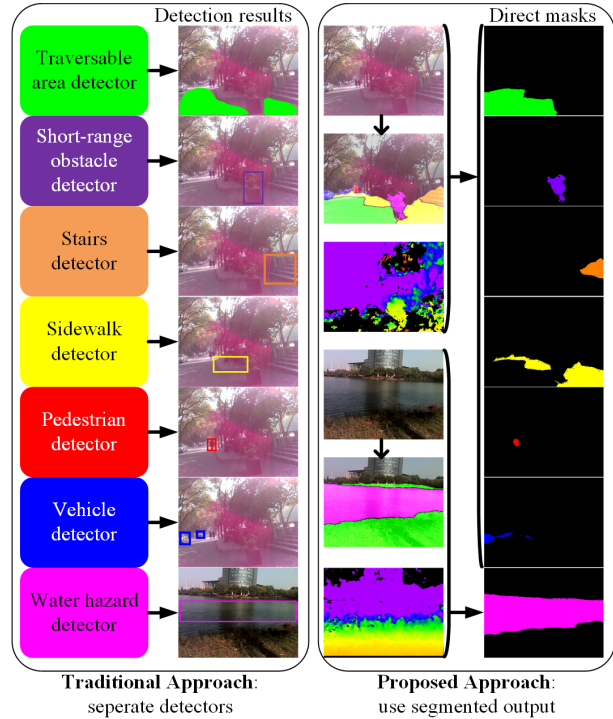 Detection results
Direct masks
Traversable
area detector
Short-range
obstacle
detector
Stairs
detector
Sidewalk
detector
Pedestrian
detector
Vehicle
detector
Water hazard
detector
Traditional Approach:
seperate detectors
Proposed Approach:
use segmented output